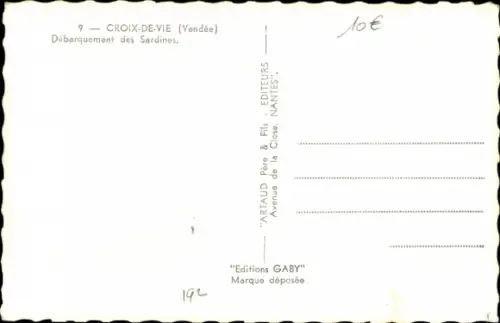 9 — CROIX-DE-VIE (Vendée)
Débarquement des Sardines.
10€
"ARTAUD Père & Fils, EDITEURS
Avenue de la Close, NANTES".
"Editions GABY"
Marque déposée
192